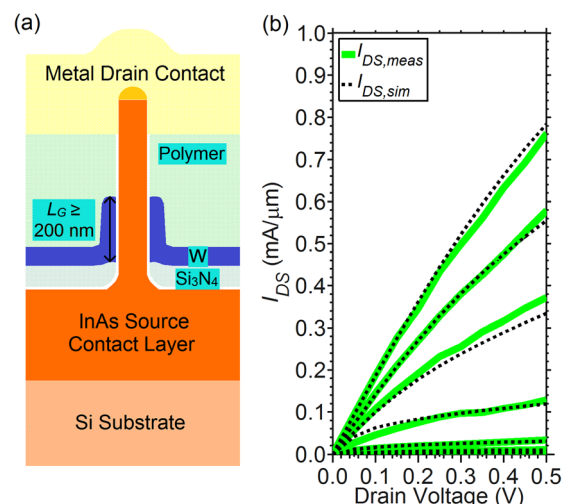 (a)
Metal Drain Contact
Polymer
L_G ≥
200 nm
W
Si₃N₄
InAs Source
Contact Layer
Si Substrate
(b)
I_DS,meas
I_DS,sim
I_DS (mA/μm)
1.0
0.9
0.8
0.7
0.6
0.5
0.4
0.3
0.2
0.1
0.0
0.0 0.1 0.2 0.3 0.4 0.5
Drain Voltage (V)